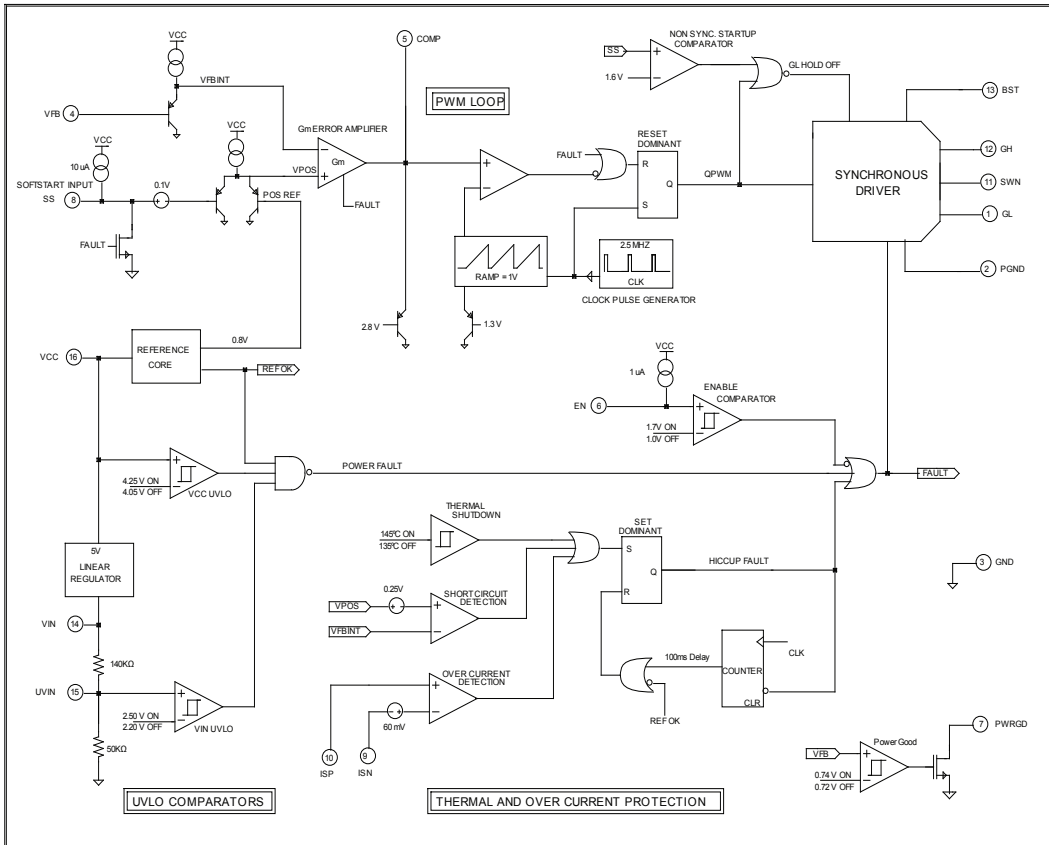 VCC
5
COMP
NON SYNC. STARTUP
COMPARATOR
SS
+
1.6 V
−
GL HOLD OFF
VFBINT
VFB
4
PWM LOOP
13
BST
Gm ERROR AMPLIFIER
−
Gm
+
VCC
VCC
10uA
VPOS
SOFTSTART INPUT
SS
8
0.1V
+ -
POS REF
FAULT
FAULT
+
−
FAULT
RESET
DOMINANT
R
Q
S
QPWM
SYNCHRONOUS
DRIVER
12
GH
11
SWN
1
GL
2
PGND
RAMP = 1V
2.5 MHZ
CLK
CLOCK PULSE GENERATOR
2.8 V
1.3 V
VCC
16
REFERENCE
CORE
0.8V
REFOK
VCC
1uA
EN
6
ENABLE
COMPARATOR
+
−
1.7V ON
1.0V OFF
POWER FAULT
+
−
4.25 V ON
4.05 V OFF
VCC UVLO
FAULT
THERMAL
SHUTDOWN
145ºC ON
135ºC OFF
SET
DOMINANT
S
Q
R
HICCUP FAULT
3
GND
5V
LINEAR
REGULATOR
0.25V
VPOS
+ -
+
SHORT CIRCUIT
DETECTION
VFBINT
−
VIN
14
140KΩ
100ms Delay
COUNTER
CLK
CLR
REFOK
UVIN
15
+
−
2.50 V ON
2.20 V OFF
VIN UVLO
OVER CURRENT
DETECTION
+
−
- +
60 mV
50KΩ
10
ISP
9
ISN
7
PWRGD
VFB
+
−
Power Good
0.74 V ON
0.72 V OFF
UVLO COMPARATORS
THERMAL AND OVER CURRENT PROTECTION